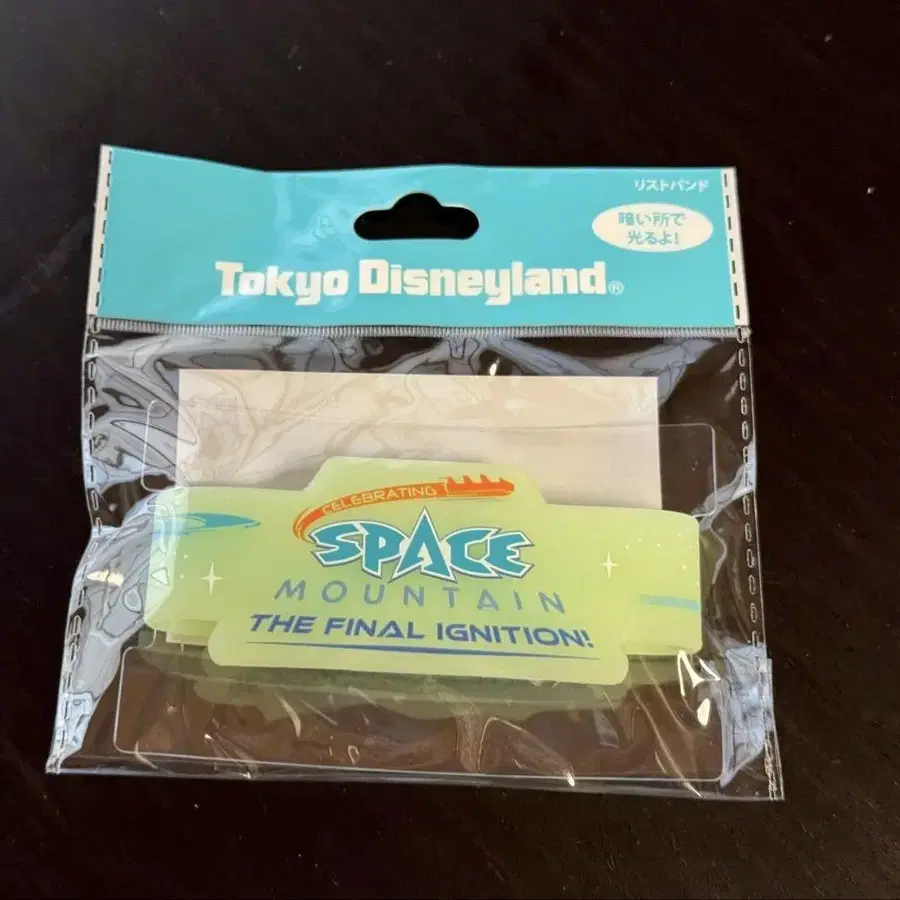 リストバンド
暗い所で
光るよ!
Tokyo Disneyland®
CELEBRATING
SPACE
MOUNTAIN
THE FINAL IGNITION!